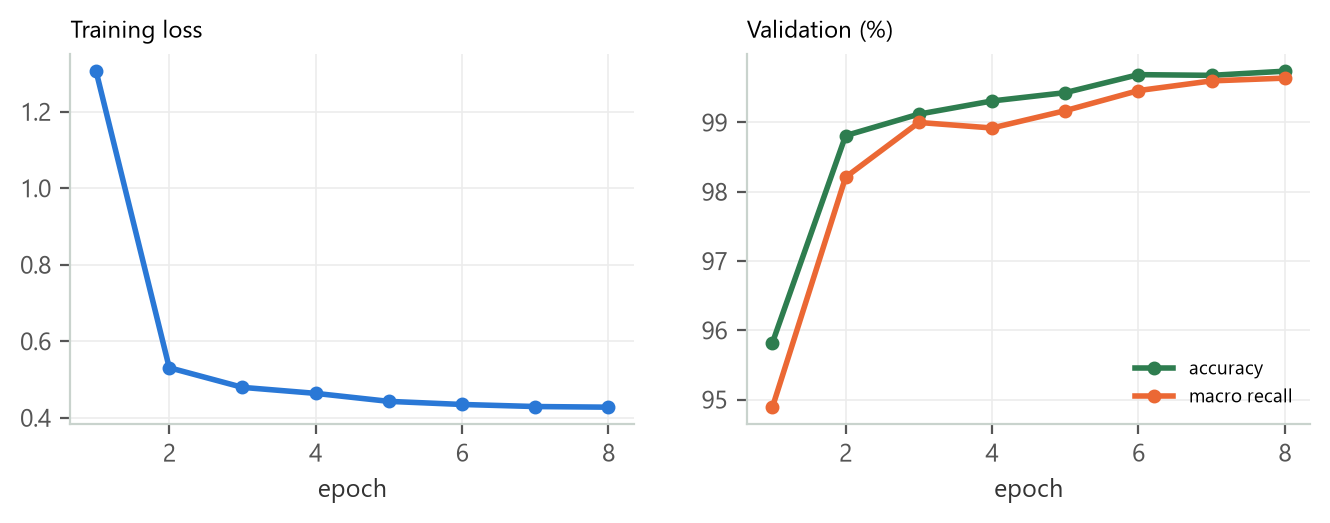 Training loss
1.2
1.0
0.8
0.6
0.4
2 4 6 8
epoch
Validation (%)
99
98
97
96
95
accuracy
macro recall
2 4 6 8
epoch